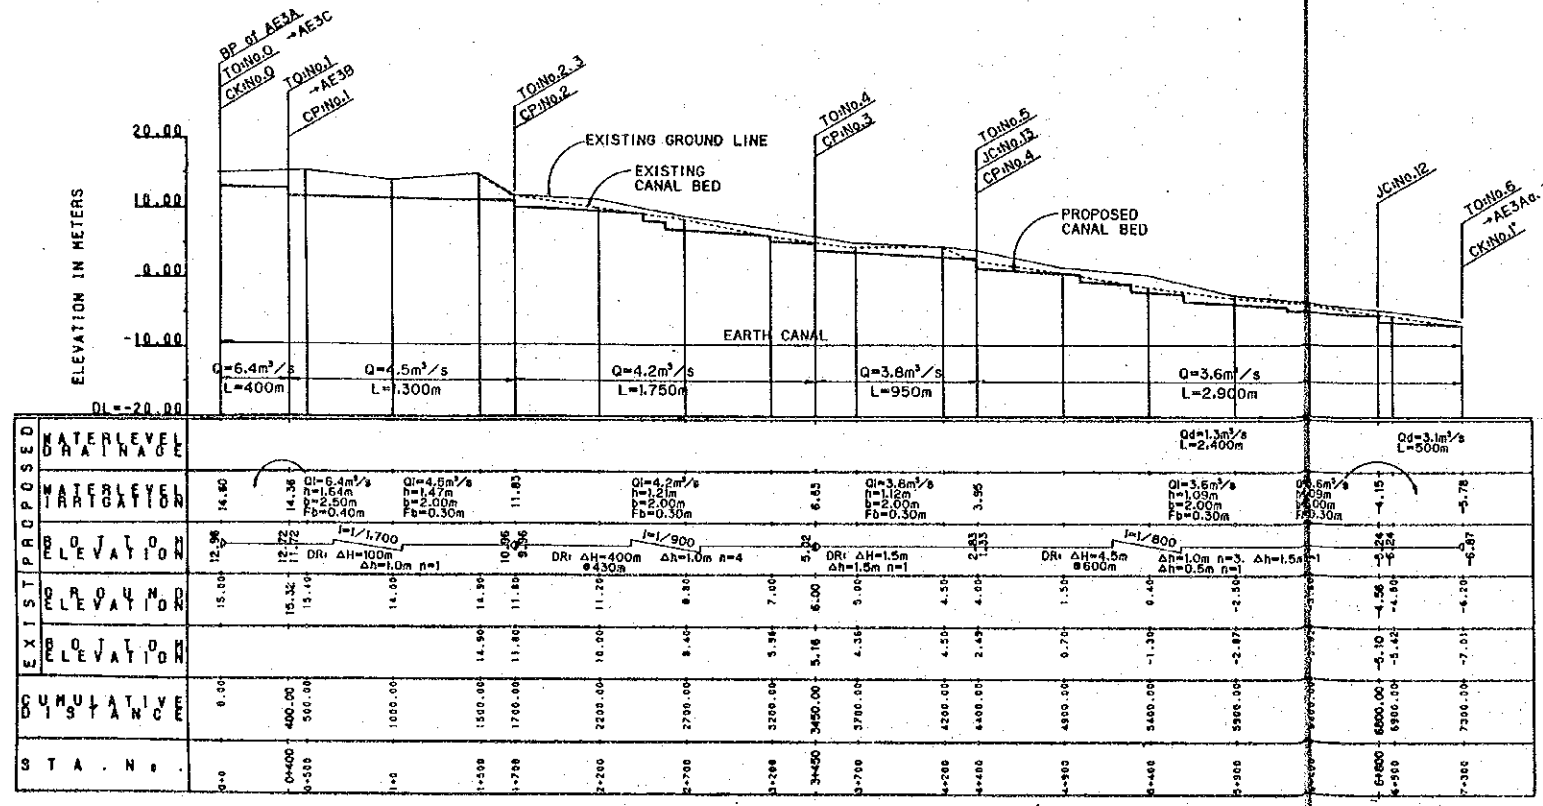 BP of AE3A
TO:No.0 →AE3C
CK:No.0
TO:No.1
→AE3B
CP:No.1
TO:No.2.3
CP:No.2
TO:No.4
CP:No.3
TO:No.5
JC:No.13
CP:No.4
JC:No.12
TO:No.6
→AE3Aa.
CK:No.1'
ELEVATION IN METERS
20.00
10.00
-0.00
-10.00
DL=-20.00
EXISTING GROUND LINE
EXISTING
CANAL BED
PROPOSED
CANAL BED
EARTH CANAL
Q=6.4m³/s
L=400m
Q=4.5m³/s
L=1.300m
Q=4.2m³/s
L=1.750m
Q=3.8m³/s
L=950m
Q=3.6m³/s
L=2.900m
PROPOSED
WATERLEVEL
DRAINAGE
Qd=1.3m³/s
L=2.400m
Qd=3.1m³/s
L=500m
WATERLEVEL
IRRIGATION
14.60
14.36
Qi=6.4m³/s
h=1.64m
b=2.50m
Fb=0.40m
Qi=4.5m³/s
h=1.47m
b=2.00m
Fb=0.30m
11.83
Qi=4.2m³/s
h=1.21m
b=2.00m
Fb=0.30m
6.63
Qi=3.8m³/s
h=1.12m
b=2.00m
Fb=0.30m
3.95
Qi=3.6m³/s
h=1.09m
b=2.00m
Fb=0.30m
-4.15
-5.78
BOTTOM
ELEVATION
12.96
12.72
11.72
I=1/1,700
DR: ΔH=100m
Δh=1.0m n=1
10.96
9.96
I=1/900
DR: ΔH=400m
@430m
Δh=1.0m n=4
5.02
DR: ΔH=1.5m
Δh=1.5m n=1
2.83
1.33
I=1/800
DR: ΔH=4.5m
@600m
Δh=1.0m n=3. Δh=1.5m n=1
Δh=0.5m n=1
-5.24
-6.24
-6.87
EXIST
GROUND
ELEVATION
15.00 15.32 15.40 14.00 14.90 11.80 11.20 8.80 7.00 6.00 5.00 4.50 4.00 1.50 0.40 -2.50 -4.56 -4.80 -6.20
BOTTOM
ELEVATION
14.90 11.80 10.00 8.40 5.96 5.16 4.36 4.50 2.49 0.70 -1.30 -2.87 -5.10 -5.42 -7.01
CUMULATIVE
DISTANCE
0.00 400.00 500.00 1000.00 1500.00 1700.00 2200.00 2700.00 3200.00 3450.00 3700.00 4200.00 4400.00 4900.00 5400.00 5900.00 6800.00 6900.00 7300.00
STA. No.
0+0 0+400 0+500 1+0 1+500 1+700 2+200 2+700 3+200 3+450 3+700 4+200 4+400 4+900 5+400 5+900 6+800 6+900 7+300